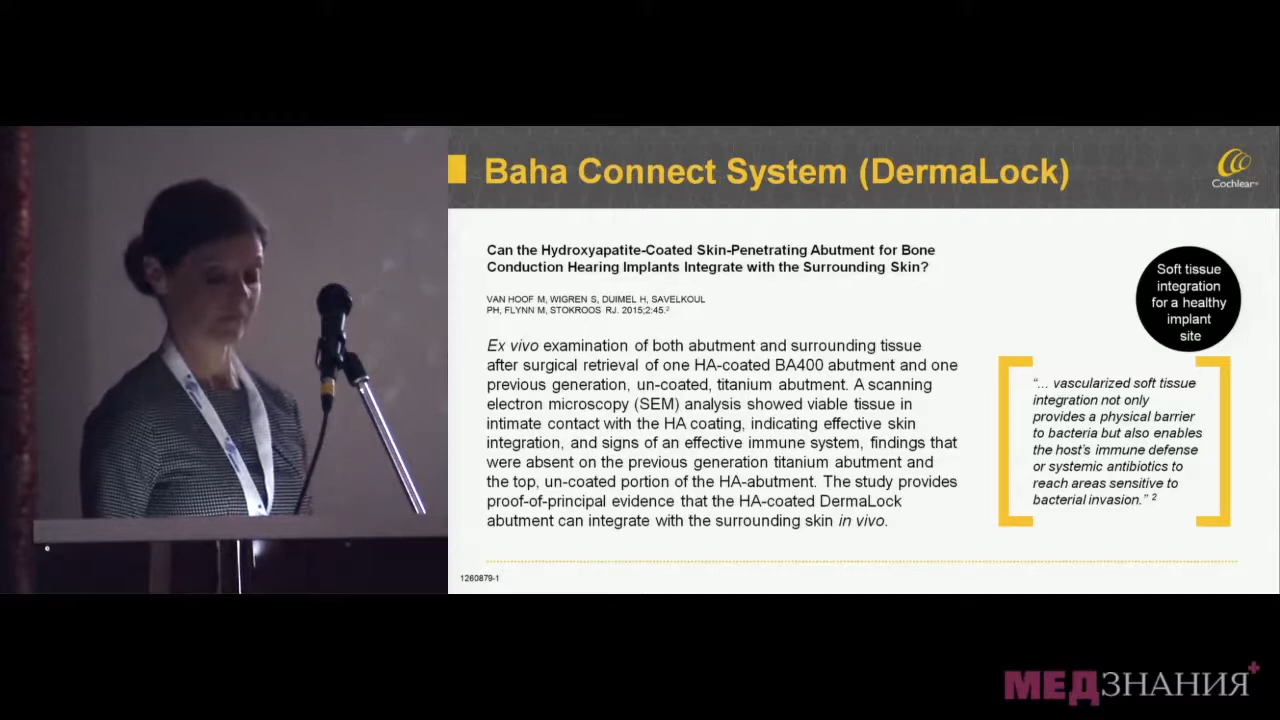 Baha Connect System (DermaLock)
Cochlear™
Can the Hydroxyapatite-Coated Skin-Penetrating Abutment for Bone
Conduction Hearing Implants Integrate with the Surrounding Skin?
VAN HOOF M, WIGREN S, DUIMEL H, SAVELKOUL
PH, FLYNN M, STOKROOS RJ. 2015;2:45.²
Ex vivo examination of both abutment and surrounding tissue
after surgical retrieval of one HA-coated BA400 abutment and one
previous generation, un-coated, titanium abutment. A scanning
electron microscopy (SEM) analysis showed viable tissue in
intimate contact with the HA coating, indicating effective skin
integration, and signs of an effective immune system, findings that
were absent on the previous generation titanium abutment and
the top, un-coated portion of the HA-abutment. The study provides
proof-of-principal evidence that the HA-coated DermaLock
abutment can integrate with the surrounding skin in vivo.
Soft tissue
integration
for a healthy
implant
site
“... vascularized soft tissue
integration not only
provides a physical barrier
to bacteria but also enables
the host’s immune defense
or systemic antibiotics to
reach areas sensitive to
bacterial invasion.” ²
1260879-1
МЕДЗНАНИЯ+